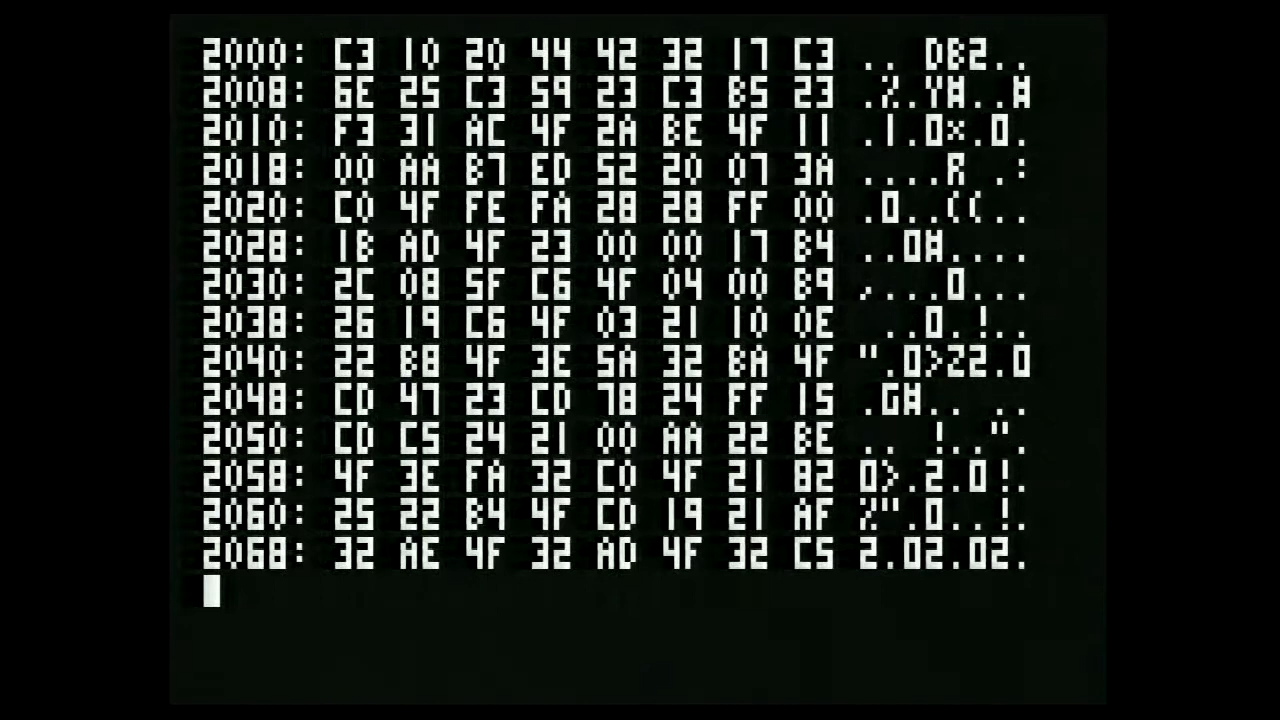 2000: C3 10 20 44 42 32 17 C3 .. DB2..
2008: 6E 25 C3 59 23 C3 B5 23 .%.Y#..#
2010: F3 31 AC 4F 2A BE 4F 11 .1.O*.O.
2018: 00 AA B7 ED 52 20 07 3A ....R .:
2020: C0 4F FE FA 28 28 FF 00 .O..((..
2028: 1B AD 4F 23 00 00 17 B4 ..O#....
2030: 2C 08 5F C6 4F 04 00 B9 ,...O...
2038: 26 19 C6 4F 03 21 10 0E  ..O.!..
2040: 22 B8 4F 3E 5A 32 BA 4F ".O>Z2.O
2048: CD 47 23 CD 78 24 FF 15 .G#.. ..
2050: CD C5 24 21 00 AA 22 BE .. !..".
2058: 4F 3E FA 32 C0 4F 21 82 O>.2.O!.
2060: 25 22 B4 4F CD 19 21 AF %".O..!.
2068: 32 AE 4F 32 AD 4F 32 C5 2.O2.O2.